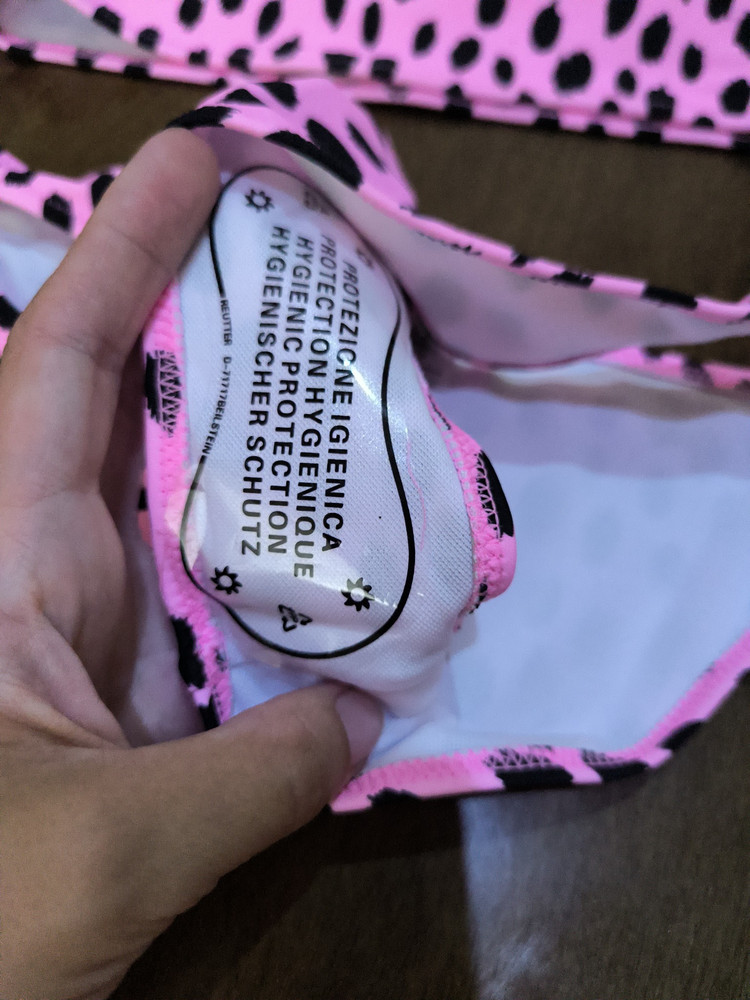 PROTEZIONE IGIENICA
PROTECTION HYGIENIQUE
HYGIENIC PROTECTION
HYGIENISCHER SCHUTZ
REUTTER D-71717BEILSTEIN